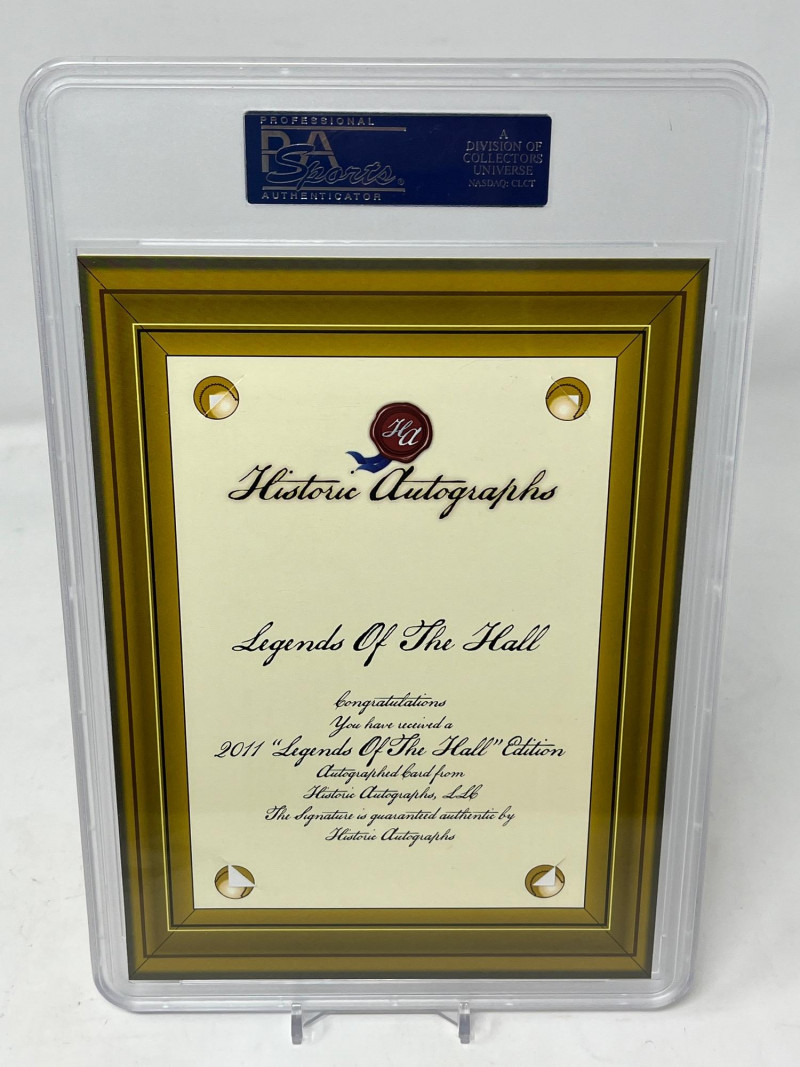 PROFESSIONAL
PSA
Sports®
AUTHENTICATOR
A
DIVISION OF
COLLECTORS
UNIVERSE
NASDAQ: CLCT
HA
Historic Autographs
Legends Of The Hall
Congratulations
You have received a
2011 "Legends Of The Hall" Edition
Autographed Card from
Historic Autographs, LLC
The Signature is guaranteed authentic by
Historic Autographs